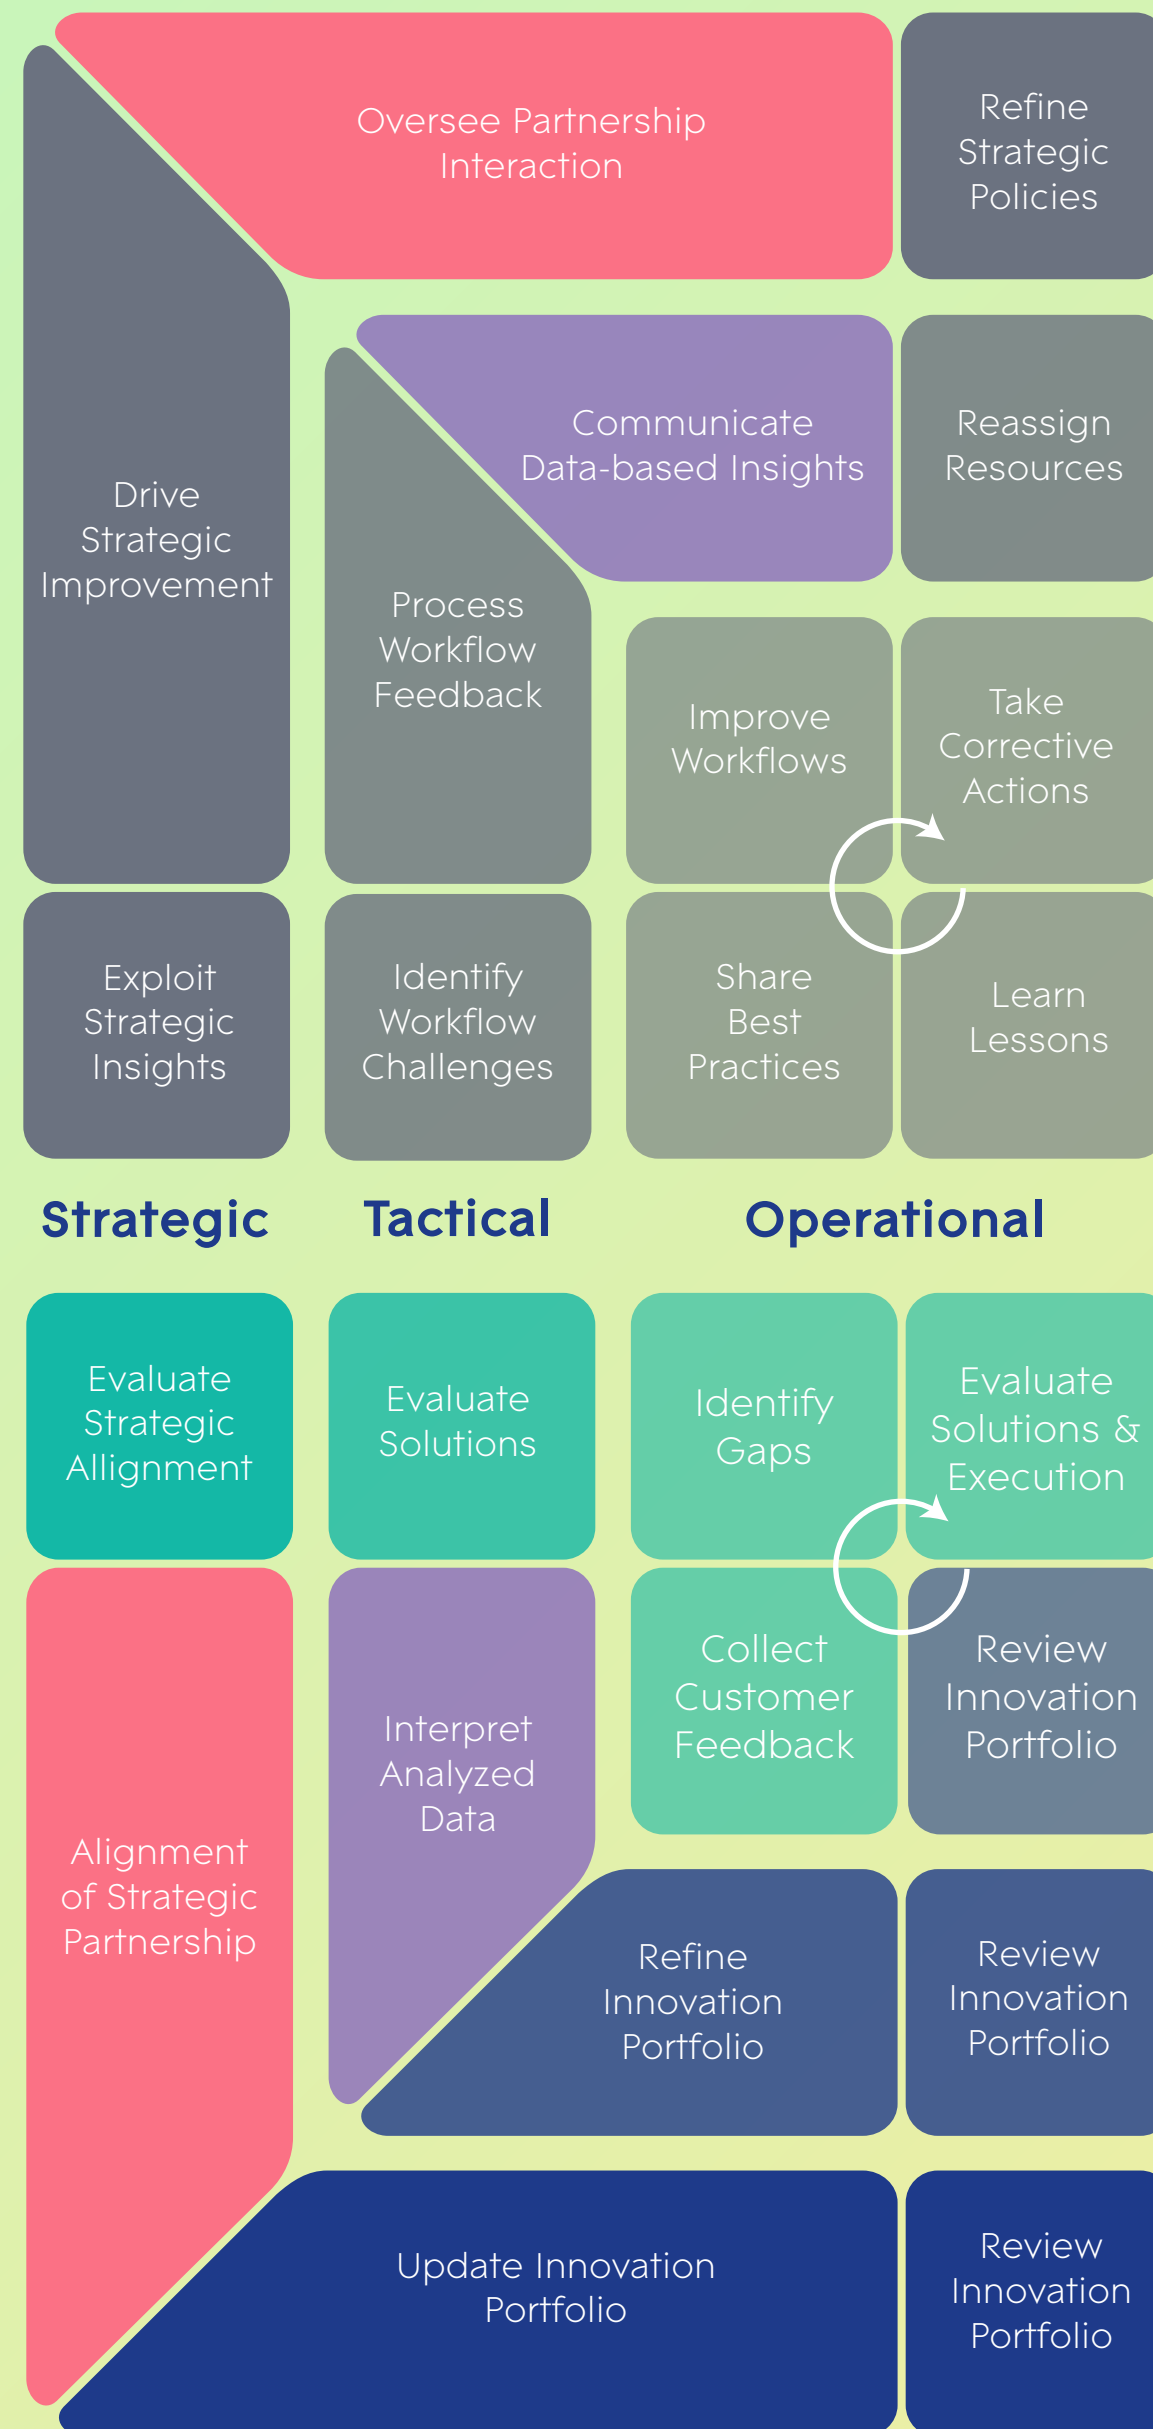 Oversee Partnership
Interaction
Refine
Strategic
Policies
Drive
Strategic
Improvement
Communicate
Data-based Insights
Reassign
Resources
Process
Workflow
Feedback
Improve
Workflows
Take
Corrective
Actions
Exploit
Strategic
Insights
Identify
Workflow
Challenges
Share
Best
Practices
Learn
Lessons
Strategic
Tactical
Operational
Evaluate
Strategic
Allignment
Evaluate
Solutions
Identify
Gaps
Evaluate
Solutions &
Execution
Alignment
of Strategic
Partnership
Interpret
Analyzed
Data
Collect
Customer
Feedback
Review
Innovation
Portfolio
Refine
Innovation
Portfolio
Review
Innovation
Portfolio
Update Innovation
Portfolio
Review
Innovation
Portfolio